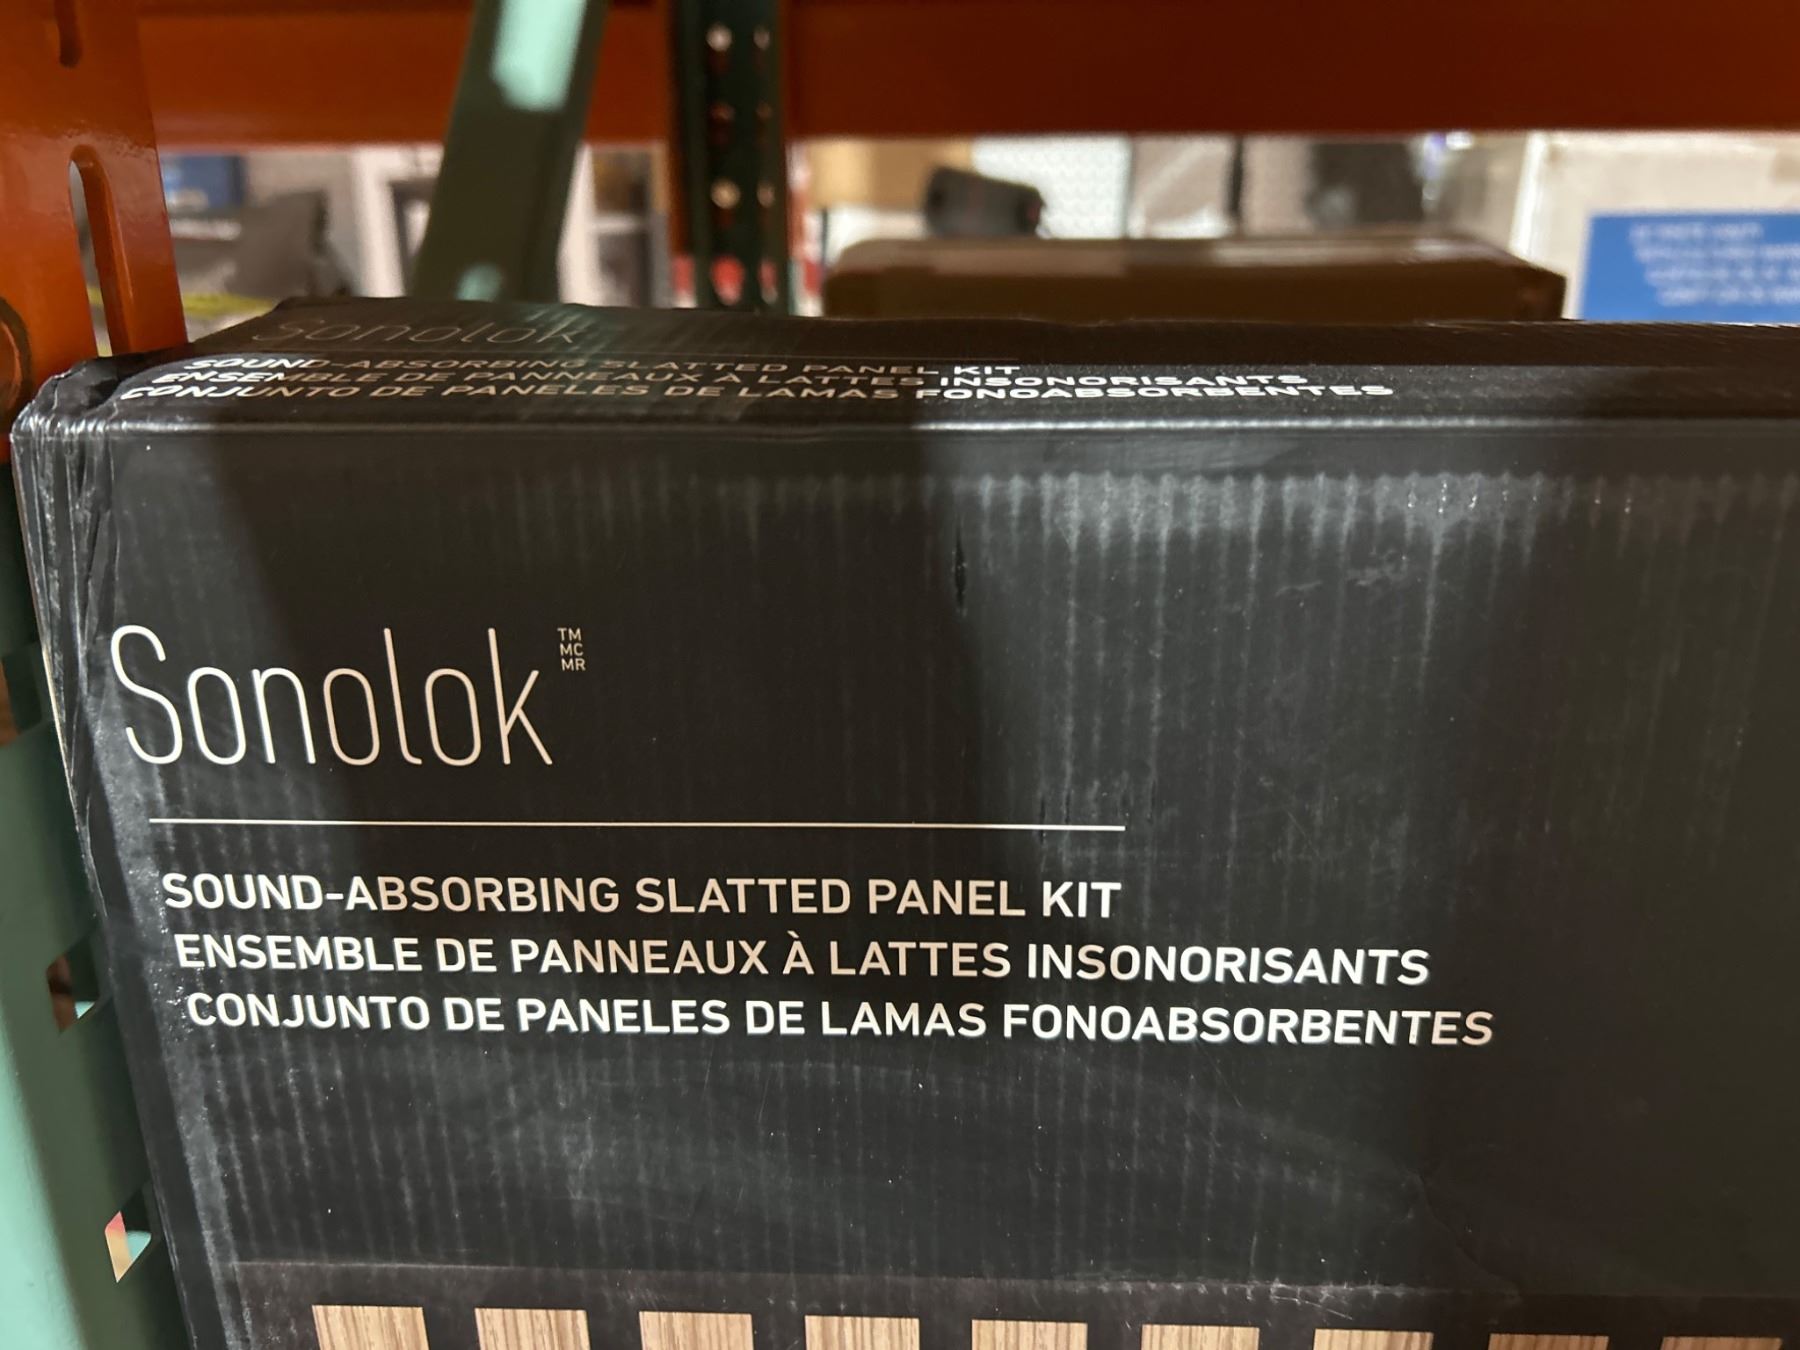 Sonolok
SOUND-ABSORBING SLATTED PANEL KIT
ENSEMBLE DE PANNEAUX À LATTES INSONORISANTS
CONJUNTO DE PANELES DE LAMAS FONOABSORBENTES
Sonolok TM
MC
MR
SOUND-ABSORBING SLATTED PANEL KIT
ENSEMBLE DE PANNEAUX À LATTES INSONORISANTS
CONJUNTO DE PANELES DE LAMAS FONOABSORBENTES